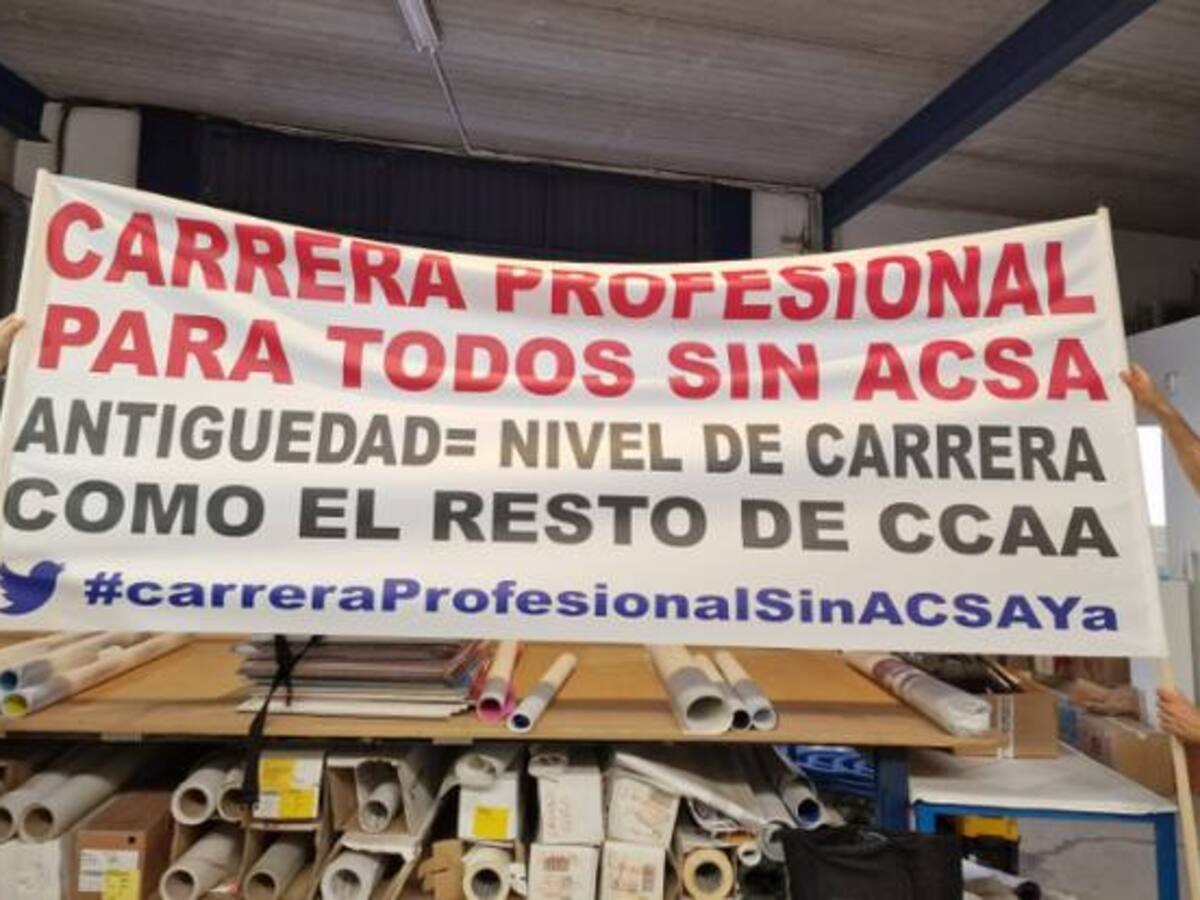 CARRERA PROFESIONAL
PARA TODOS SIN ACSA
ANTIGUEDAD= NIVEL DE CARRERA
COMO EL RESTO DE CCAA
#carreraProfesionalSinACSAYa